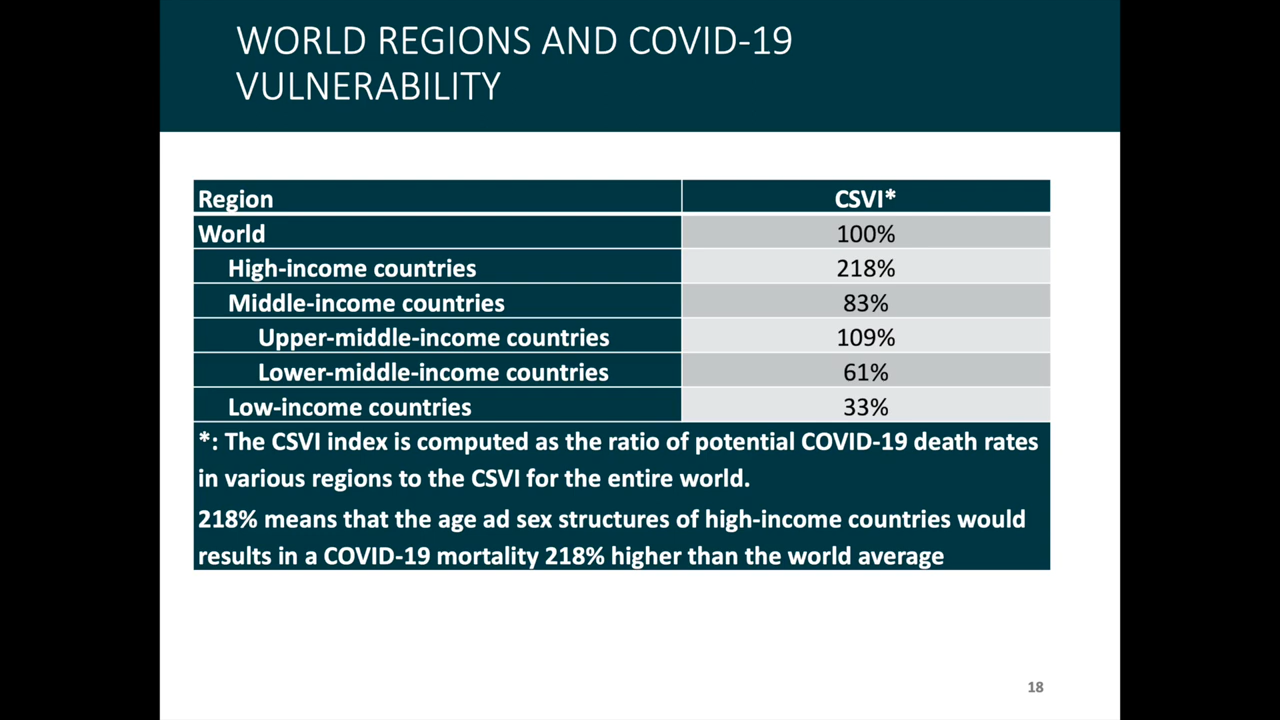 WORLD REGIONS AND COVID-19
VULNERABILITY
Region CSVI*
World 100%
High-income countries 218%
Middle-income countries 83%
Upper-middle-income countries 109%
Lower-middle-income countries 61%
Low-income countries 33%
*: The CSVI index is computed as the ratio of potential COVID-19 death rates
in various regions to the CSVI for the entire world.
218% means that the age ad sex structures of high-income countries would
results in a COVID-19 mortality 218% higher than the world average
18